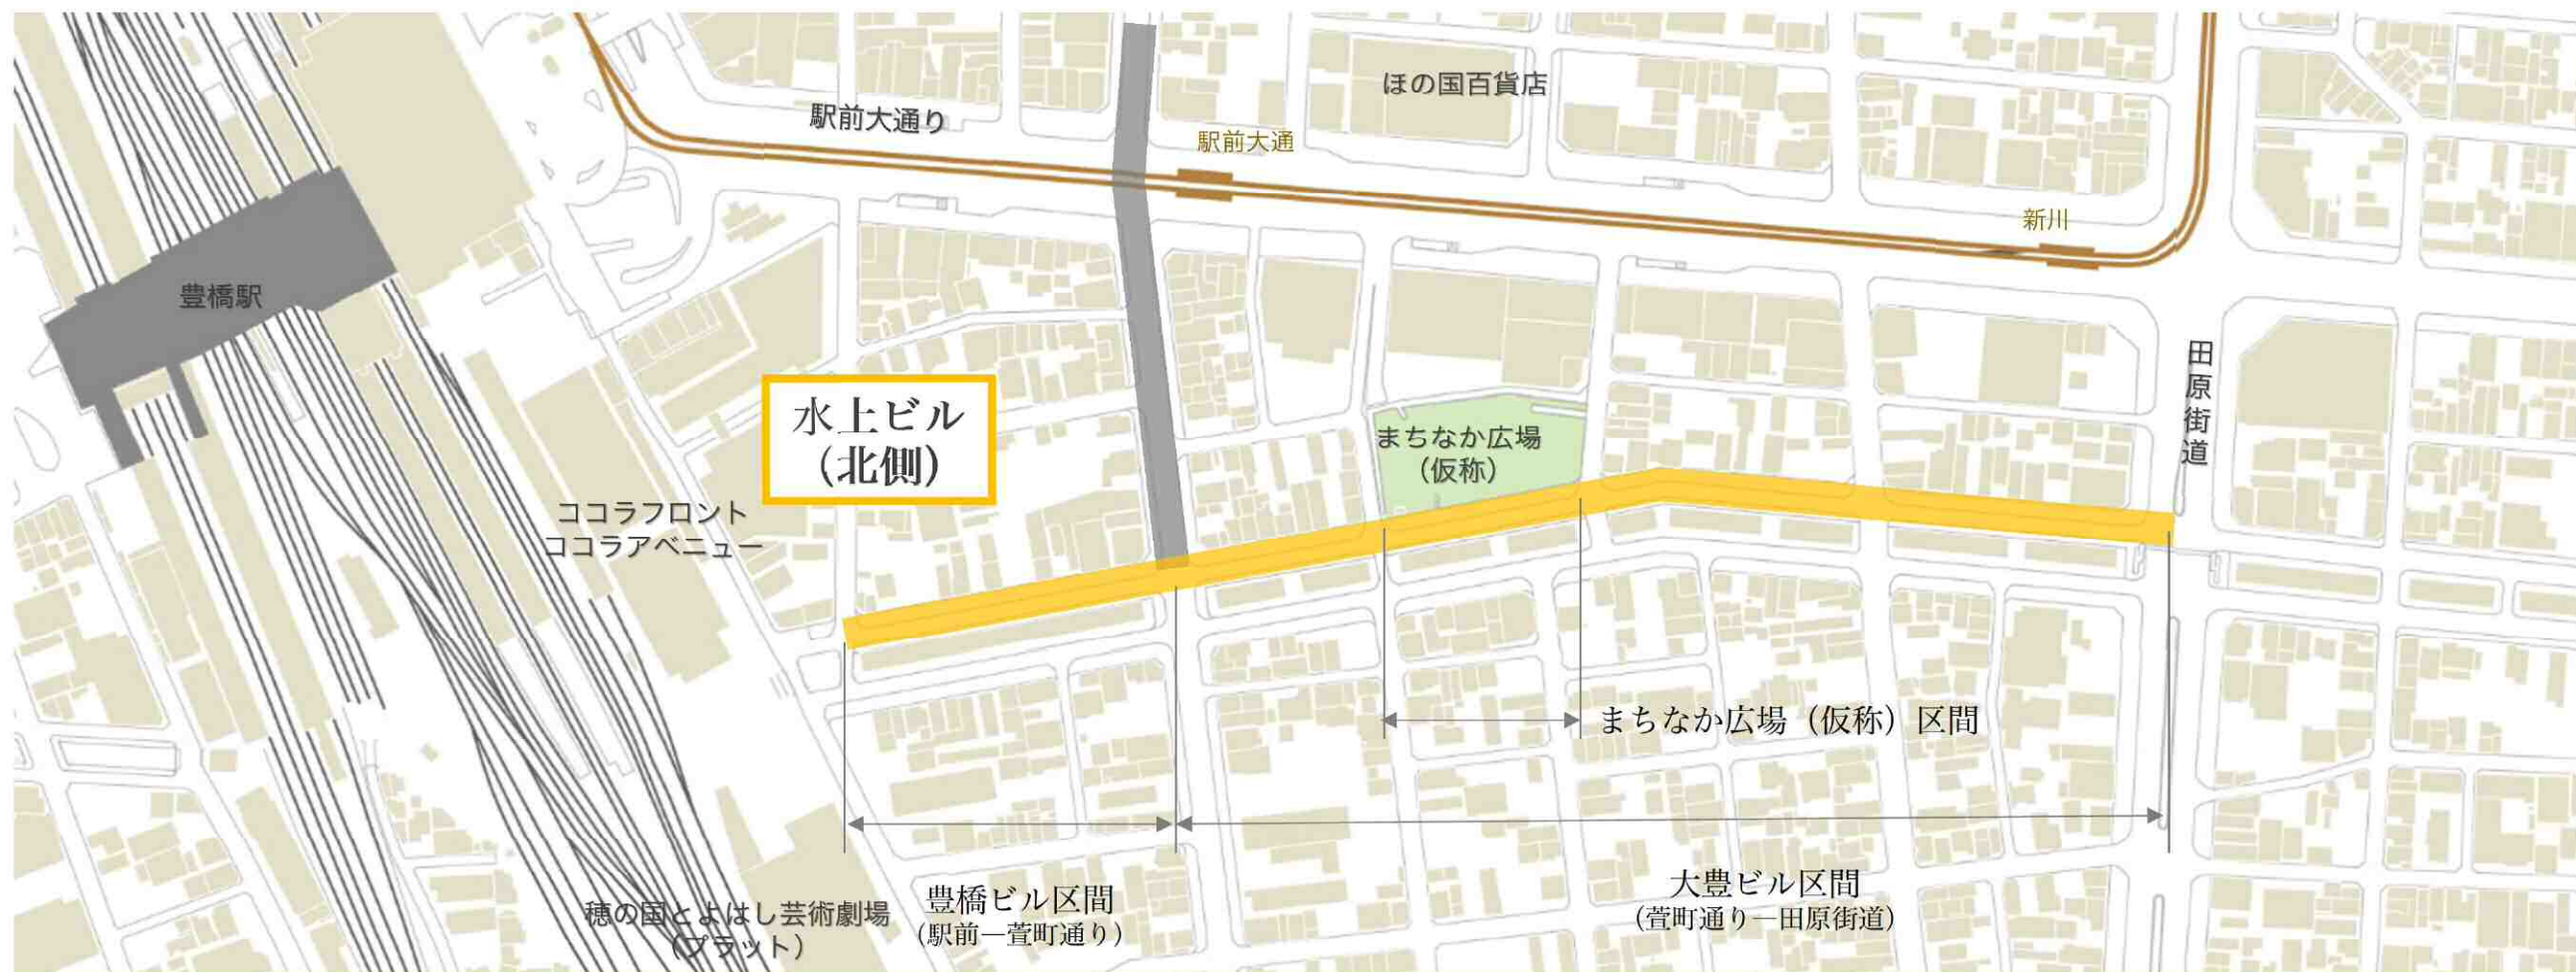 ほの国百貨店
駅前大通り
駅前大通
新川
豊橋駅
田原街道
水上ビル
(北側)
まちなか広場
(仮称)
ココラフロント
ココラアベニュー
まちなか広場（仮称）区間
大豊ビル区間
(萱町通り―田原街道)
豊橋ビル区間
(駅前―萱町通り)
穂の国とよはし芸術劇場
(プラット)